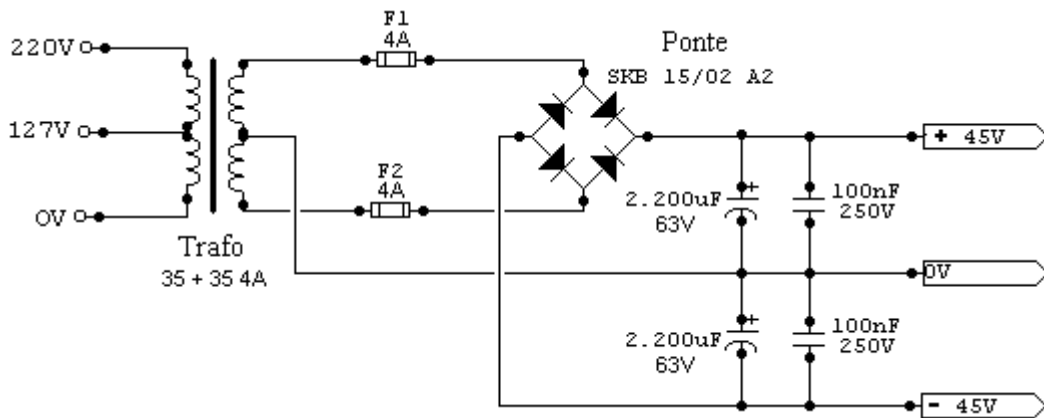 F1
4A
Ponte
SKB 15/02 A2
220V
127V
0V
Trafo
35 + 35 4A
F2
4A
+ 45V
2.200uF
63V
100nF
250V
0V
2.200uF
63V
100nF
250V
- 45V
+
+